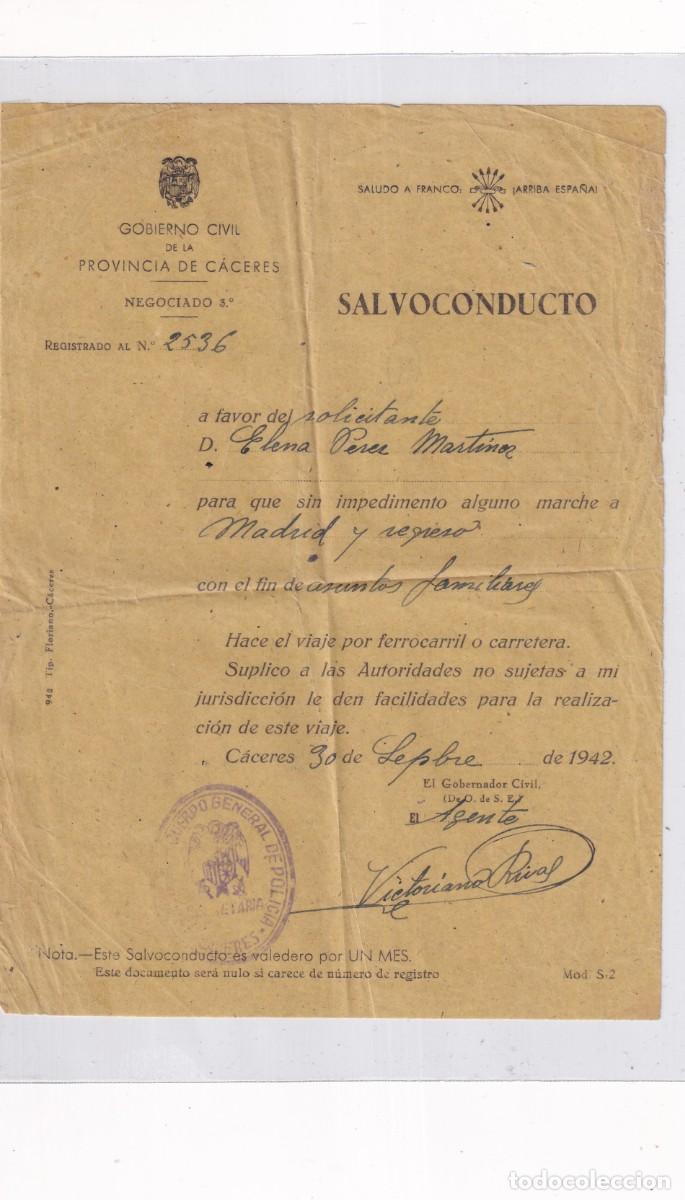 SALUDO A FRANCO: ¡ARRIBA ESPAÑA!
GOBIERNO CIVIL
DE LA
PROVINCIA DE CÁCERES
NEGOCIADO 3.º
SALVOCONDUCTO
REGISTRADO AL N.º 2536
a favor del solicitante
D. Elena Perez Martinez
para que sin impedimento alguno marche a
Madrid y regreso
con el fin de asuntos familiares
Hace el viaje por ferrocarril o carretera.
Suplico a las Autoridades no sujetas a mi
jurisdicción le den facilidades para la realiza-
ción de este viaje.
Cáceres 30 de Sepbre de 1942.
El Gobernador Civil,
(De O. de S. E.)
El Agente
Victoriano Rivas
942 Tip. Floriano.-Cáceres
CUERPO GENERAL DE POLICIA
CACERES
Nota.—Este Salvoconducto es valedero por UN MES.
Este documento será nulo si carece de número de registro
Mod. S-2
todocoleccion